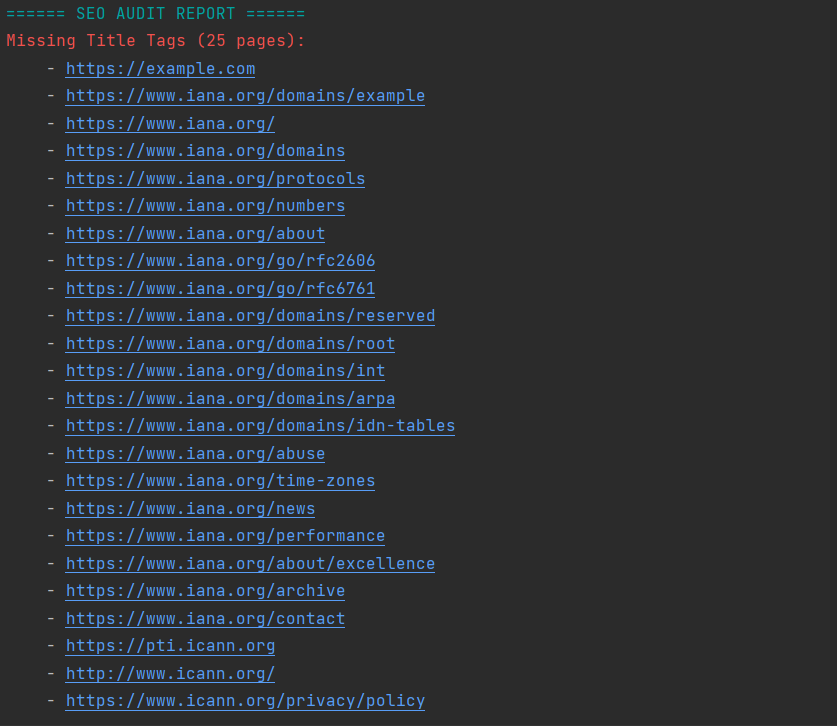 ====== SEO AUDIT REPORT ======
Missing Title Tags (25 pages):
- https://example.com
- https://www.iana.org/domains/example
- https://www.iana.org/
- https://www.iana.org/domains
- https://www.iana.org/protocols
- https://www.iana.org/numbers
- https://www.iana.org/about
- https://www.iana.org/go/rfc2606
- https://www.iana.org/go/rfc6761
- https://www.iana.org/domains/reserved
- https://www.iana.org/domains/root
- https://www.iana.org/domains/int
- https://www.iana.org/domains/arpa
- https://www.iana.org/domains/idn-tables
- https://www.iana.org/abuse
- https://www.iana.org/time-zones
- https://www.iana.org/news
- https://www.iana.org/performance
- https://www.iana.org/about/excellence
- https://www.iana.org/archive
- https://www.iana.org/contact
- https://pti.icann.org
- http://www.icann.org/
- https://www.icann.org/privacy/policy